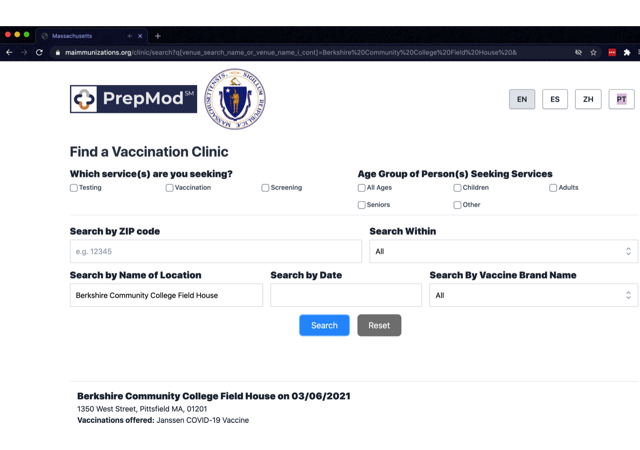 Massachusetts
maimmunizations.org/clinic/search?q[venue_search_name_or_venue_name_i_cont]=Berkshire%20Community%20College%20Field%20House%20&
PrepMod SM
EN ES ZH PT
Find a Vaccination Clinic
Which service(s) are you seeking?
Testing Vaccination Screening
Age Group of Person(s) Seeking Services
All Ages Children Adults
Seniors Other
Search by ZIP code
e.g. 12345
Search Within
All
Search by Name of Location
Berkshire Community College Field House
Search by Date
Search By Vaccine Brand Name
All
Search Reset
Berkshire Community College Field House on 03/06/2021
1350 West Street, Pittsfield MA, 01201
Vaccinations offered: Janssen COVID-19 Vaccine